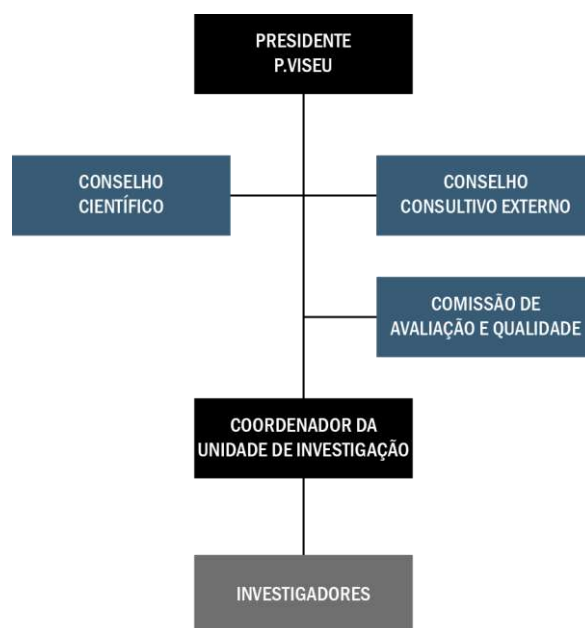 PRESIDENTE
P.VISEU
CONSELHO
CIENTÍFICO
CONSELHO
CONSULTIVO EXTERNO
COMISSÃO DE
AVALIAÇÃO E QUALIDADE
COORDENADOR DA
UNIDADE DE INVESTIGAÇÃO
INVESTIGADORES